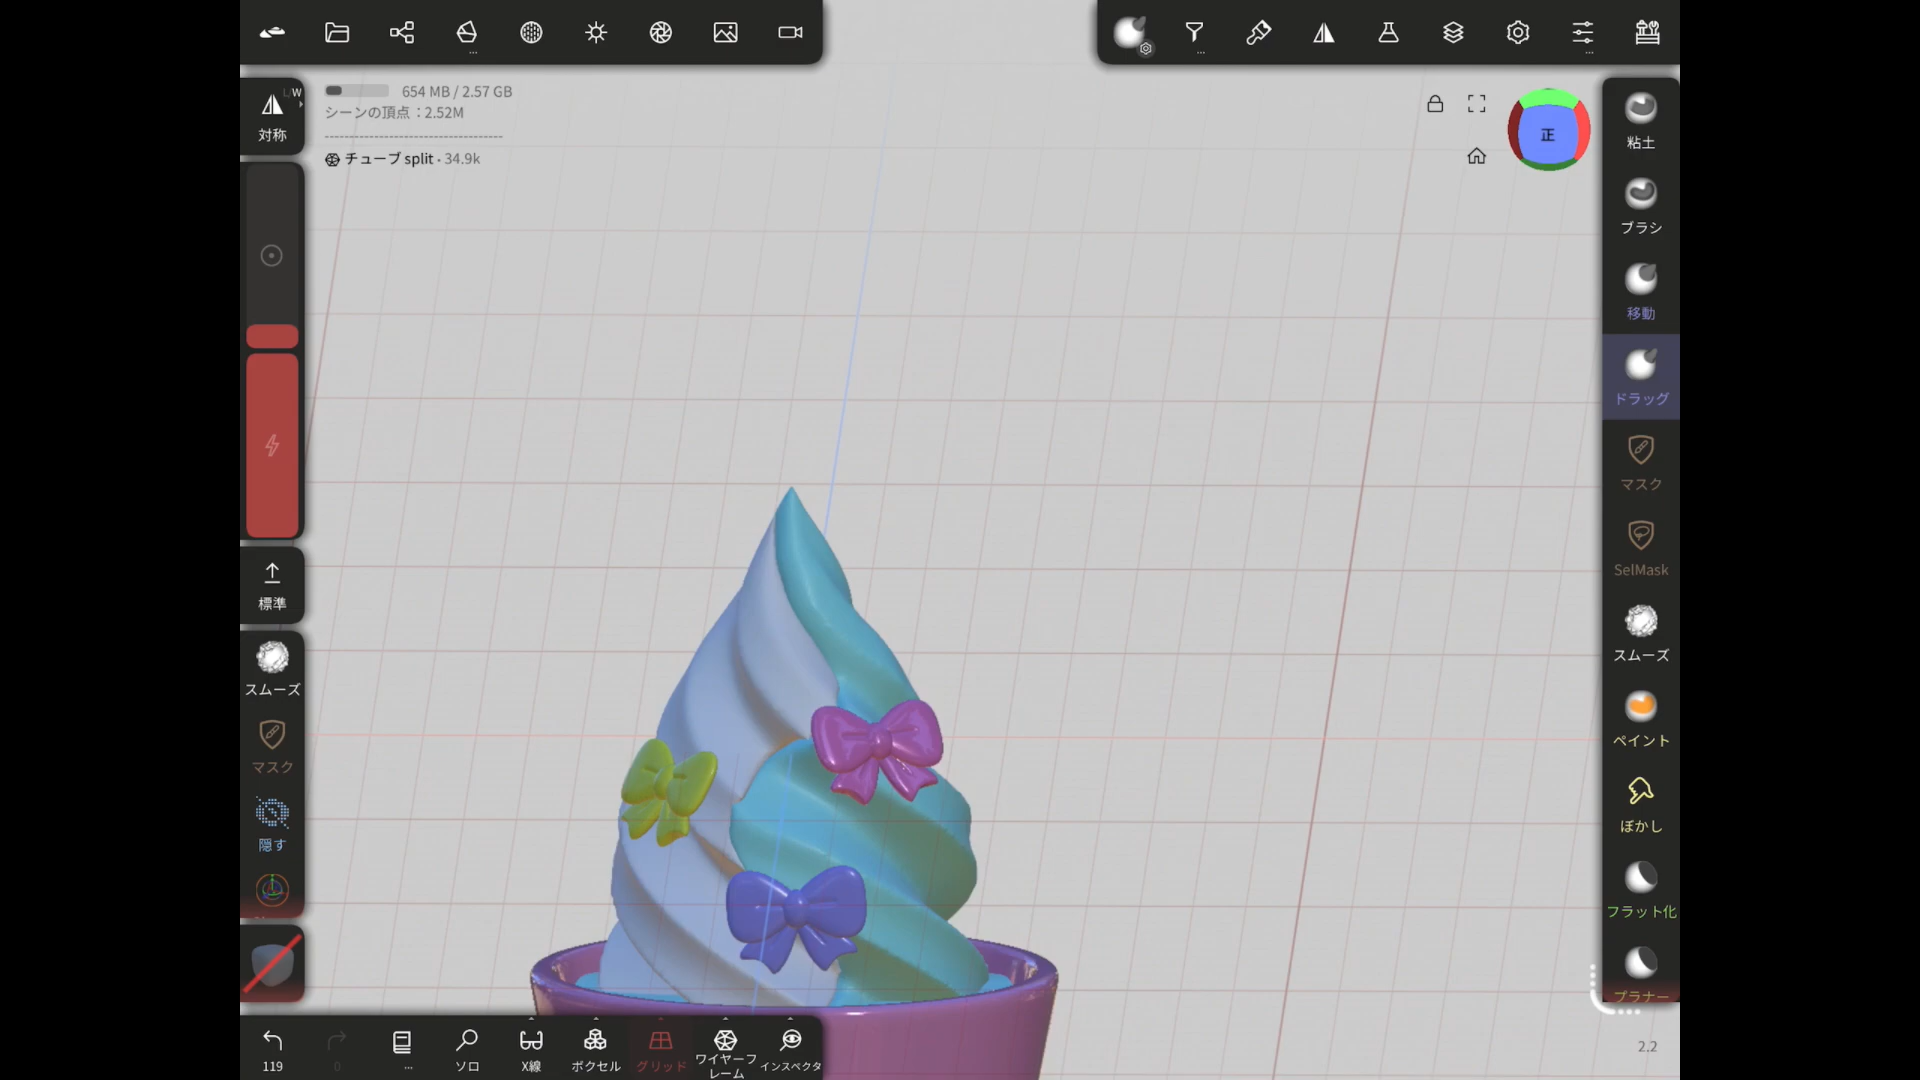 654 MB / 2.57 GB
シーンの頂点：2.52M
チューブ split • 34.9k
L/W
対称
標準
スムーズ
マスク
隠す
正
粘土
ブラシ
移動
ドラッグ
マスク
SelMask
スムーズ
ペイント
ぼかし
フラット化
プラナー
119
0
...
ソロ
X線
ボクセル
グリッド
ワイヤーフ
レーム
インスペクタ
2.2